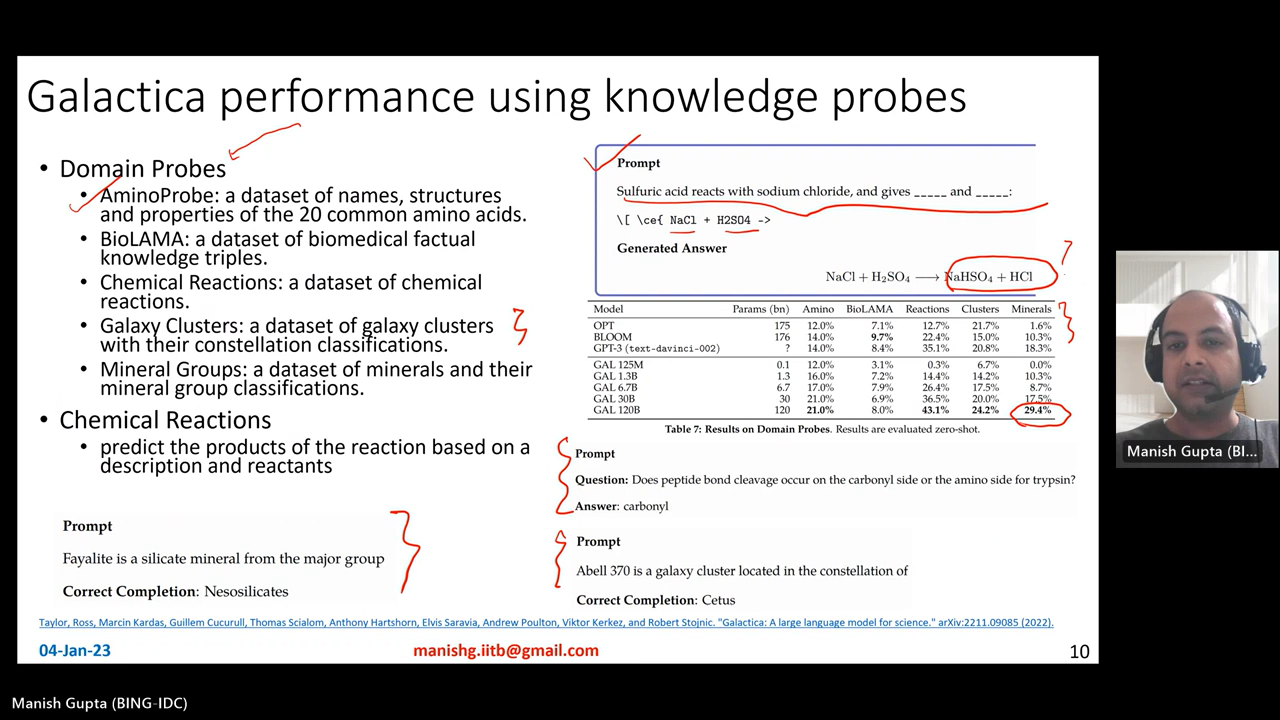 Galactica performance using knowledge probes
• Domain Probes
• AminoProbe: a dataset of names, structures
and properties of the 20 common amino acids.
• BioLAMA: a dataset of biomedical factual
knowledge triples.
• Chemical Reactions: a dataset of chemical
reactions.
• Galaxy Clusters: a dataset of galaxy clusters
with their constellation classifications.
• Mineral Groups: a dataset of minerals and their
mineral group classifications.
• Chemical Reactions
• predict the products of the reaction based on a
description and reactants
Prompt
Fayalite is a silicate mineral from the major group
Correct Completion: Nesosilicates
Prompt
Sulfuric acid reacts with sodium chloride, and gives _____ and _____:
\[ \ce{ NaCl + H2SO4 ->
Generated Answer
NaCl + H₂SO₄ ⟶ NaHSO₄ + HCl
Model Params (bn) Amino BioLAMA Reactions Clusters Minerals
OPT 175 12.0% 7.1% 12.7% 21.7% 1.6%
BLOOM 176 14.0% 9.7% 22.4% 15.0% 10.3%
GPT-3 (text-davinci-002) ? 14.0% 8.4% 35.1% 20.8% 18.3%
GAL 125M 0.1 12.0% 3.1% 0.3% 6.7% 0.0%
GAL 1.3B 1.3 16.0% 7.2% 14.4% 14.2% 10.3%
GAL 6.7B 6.7 17.0% 7.9% 26.4% 17.5% 8.7%
GAL 30B 30 21.0% 6.9% 36.5% 20.0% 17.5%
GAL 120B 120 21.0% 8.0% 43.1% 24.2% 29.4%
Table 7: Results on Domain Probes. Results are evaluated zero-shot.
Prompt
Question: Does peptide bond cleavage occur on the carbonyl side or the amino side for trypsin?
Answer: carbonyl
Prompt
Abell 370 is a galaxy cluster located in the constellation of
Correct Completion: Cetus
Taylor, Ross, Marcin Kardas, Guillem Cucurull, Thomas Scialom, Anthony Hartshorn, Elvis Saravia, Andrew Poulton, Viktor Kerkez, and Robert Stojnic. "Galactica: A large language model for science." arXiv:2211.09085 (2022).
04-Jan-23 manishg.iitb@gmail.com 10
Manish Gupta (BI...
Manish Gupta (BING-IDC)